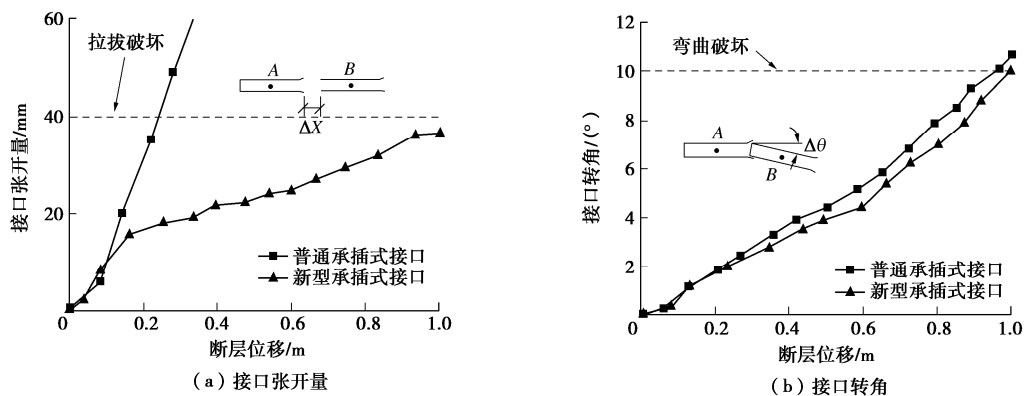 60
40
20
0
0.2
0.4
0.6
0.8
1.0
接口张开量/mm
断层位移/m
拉拔破坏
A
B
ΔX
普通承插式接口
新型承插式接口
(a)接口张开量
12
10
8
6
4
2
0
0.2
0.4
0.6
0.8
1.0
接口转角/(°)
断层位移/m
弯曲破坏
A
Δθ
B
普通承插式接口
新型承插式接口
(b)接口转角